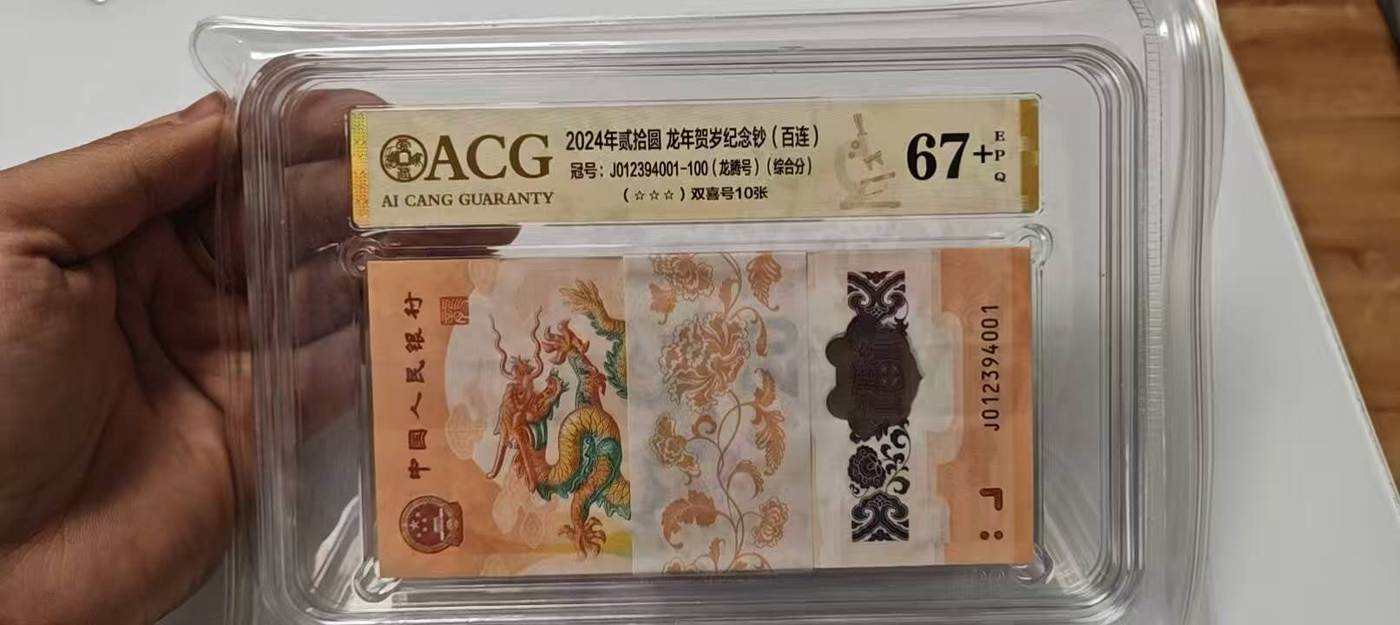 ACG
AI CANG GUARANTY
2024年贰拾圆 龙年贺岁纪念钞（百连）
冠号：J012394001-100（龙腾号）（综合分）
（☆☆☆）双喜号10张
67+
EPQ
中国人民银行
J012394001